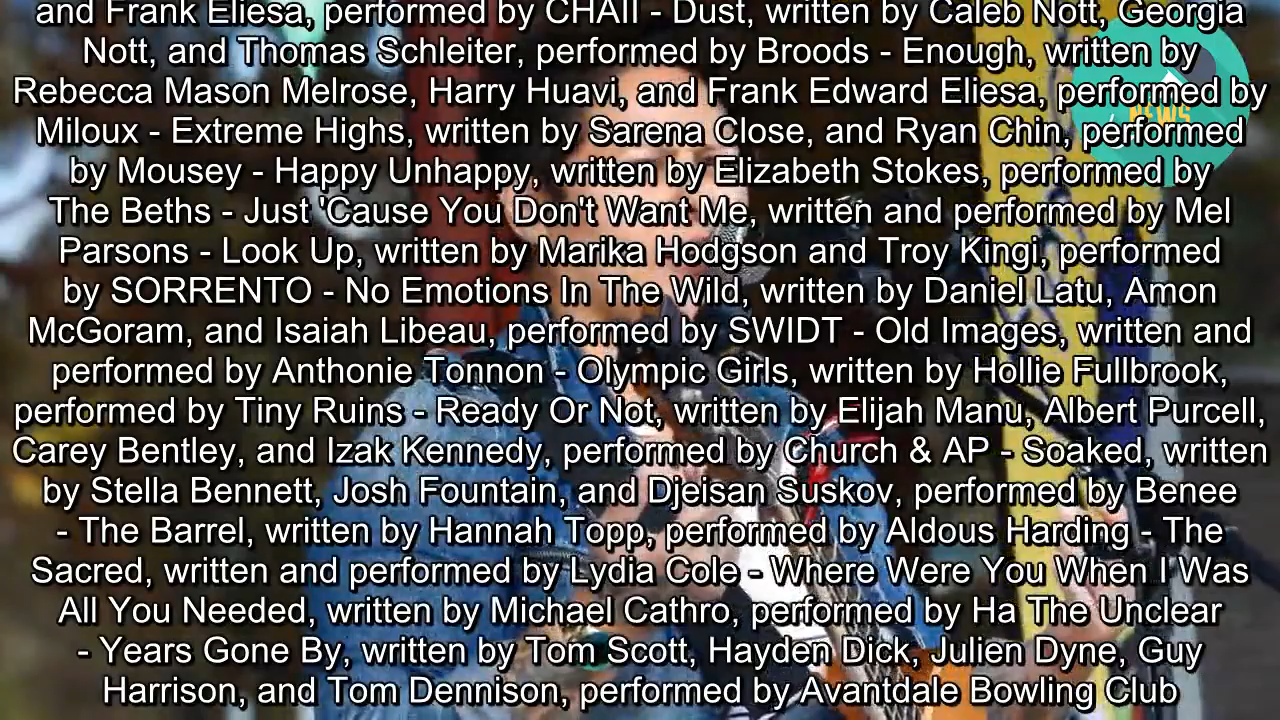 and Frank Eliesa, performed by CHAII - Dust, written by Caleb Nott, Georgia
Nott, and Thomas Schleiter, performed by Broods - Enough, written by
Rebecca Mason Melrose, Harry Huavi, and Frank Edward Eliesa, performed by
Miloux - Extreme Highs, written by Sarena Close, and Ryan Chin, performed
by Mousey - Happy Unhappy, written by Elizabeth Stokes, performed by
The Beths - Just 'Cause You Don't Want Me, written and performed by Mel
Parsons - Look Up, written by Marika Hodgson and Troy Kingi, performed
by SORRENTO - No Emotions In The Wild, written by Daniel Latu, Amon
McGoram, and Isaiah Libeau, performed by SWIDT - Old Images, written and
performed by Anthonie Tonnon - Olympic Girls, written by Hollie Fullbrook,
performed by Tiny Ruins - Ready Or Not, written by Elijah Manu, Albert Purcell,
Carey Bentley, and Izak Kennedy, performed by Church & AP - Soaked, written
by Stella Bennett, Josh Fountain, and Djeisan Suskov, performed by Benee
- The Barrel, written by Hannah Topp, performed by Aldous Harding - The
Sacred, written and performed by Lydia Cole - Where Were You When I Was
All You Needed, written by Michael Cathro, performed by Ha The Unclear
- Years Gone By, written by Tom Scott, Hayden Dick, Julien Dyne, Guy
Harrison, and Tom Dennison, performed by Avantdale Bowling Club
NEWS